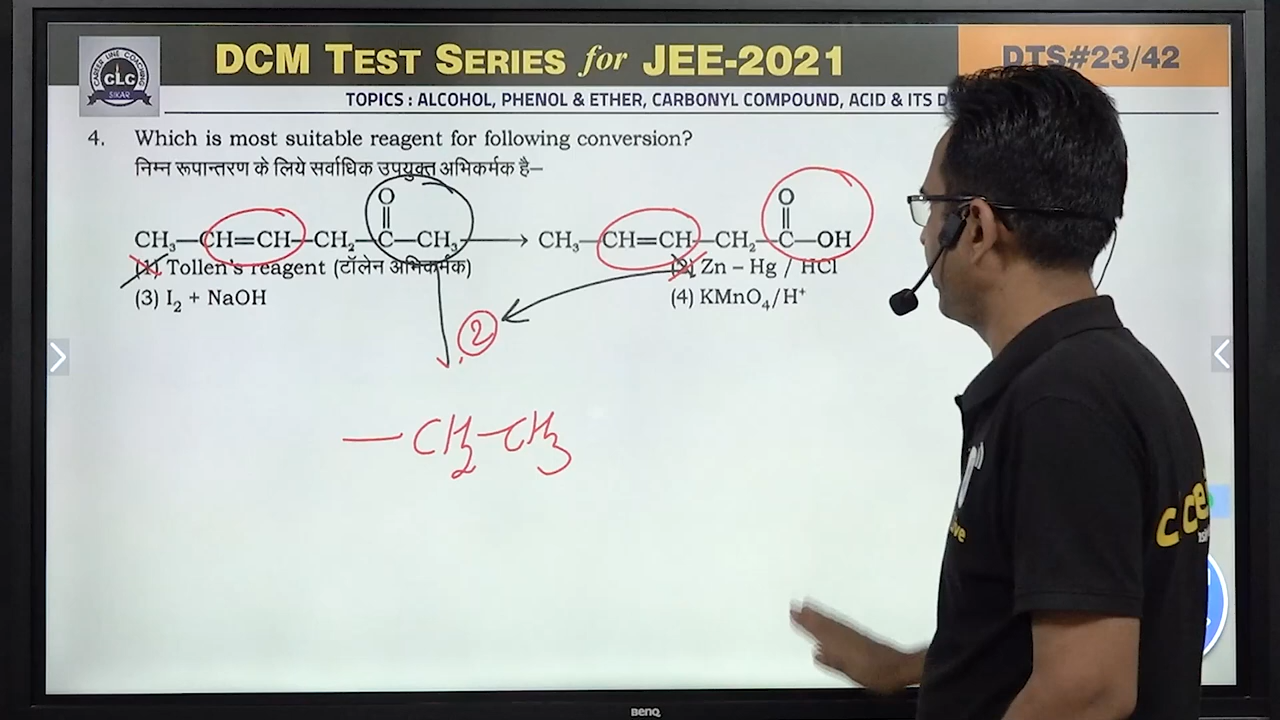 CAREER LINE COACHING
CLC
SIKAR
DCM TEST SERIES for JEE-2021
DTS#23/42
TOPICS : ALCOHOL, PHENOL & ETHER, CARBONYL COMPOUND, ACID & ITS D
4. Which is most suitable reagent for following conversion?
निम्न रूपान्तरण के लिये सर्वाधिक उपयुक्त अभिकर्मक है–
O O
CH₃–CH=CH–CH₂–C–CH₃ → CH₃–CH=CH–CH₂–C–OH
(1) Tollen's reagent (टॉलेन अभिकर्मक) (2) Zn – Hg / HCl
(3) I₂ + NaOH (4) KMnO₄/H⁺
2
–CH₂–CH₃
BenQ